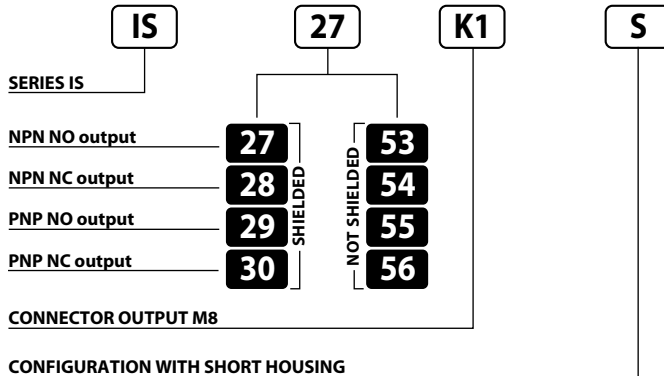 IS 27 K1 S
SERIES IS
NPN NO output 27 53
NPN NC output 28 54
PNP NO output 29 55
PNP NC output 30 56
SHIELDED
NOT SHIELDED
CONNECTOR OUTPUT M8
CONFIGURATION WITH SHORT HOUSING